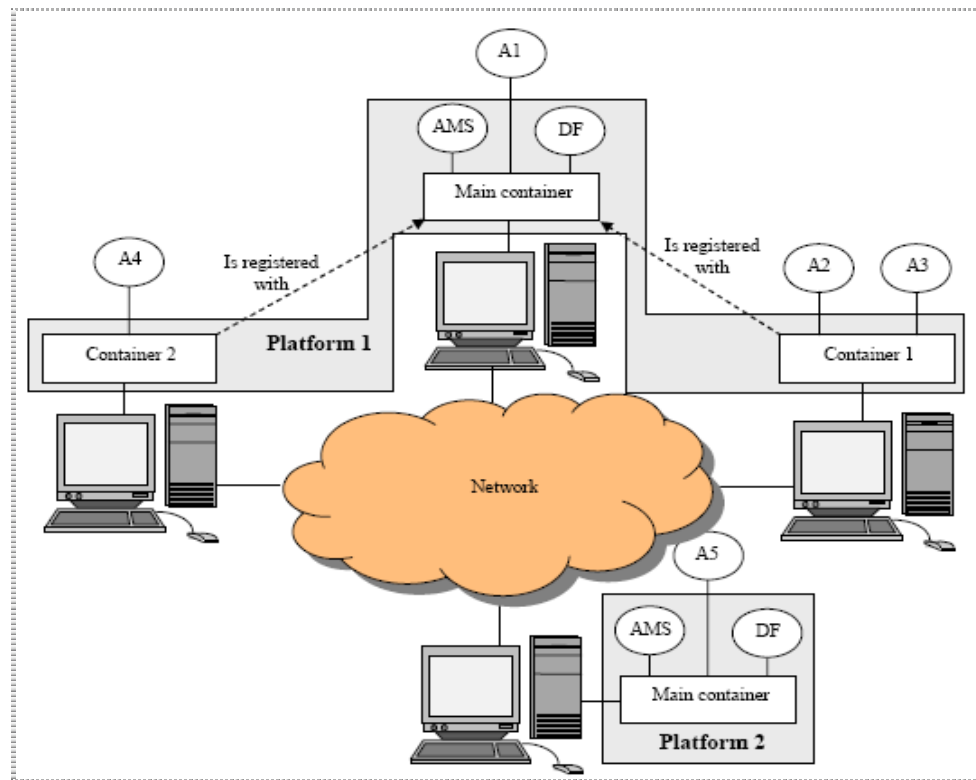 A1
AMS
DF
Main container
A4
Is registered
with
Is registered
with
A2
A3
Container 2
Platform 1
Container 1
Network
A5
AMS
DF
Main container
Platform 2